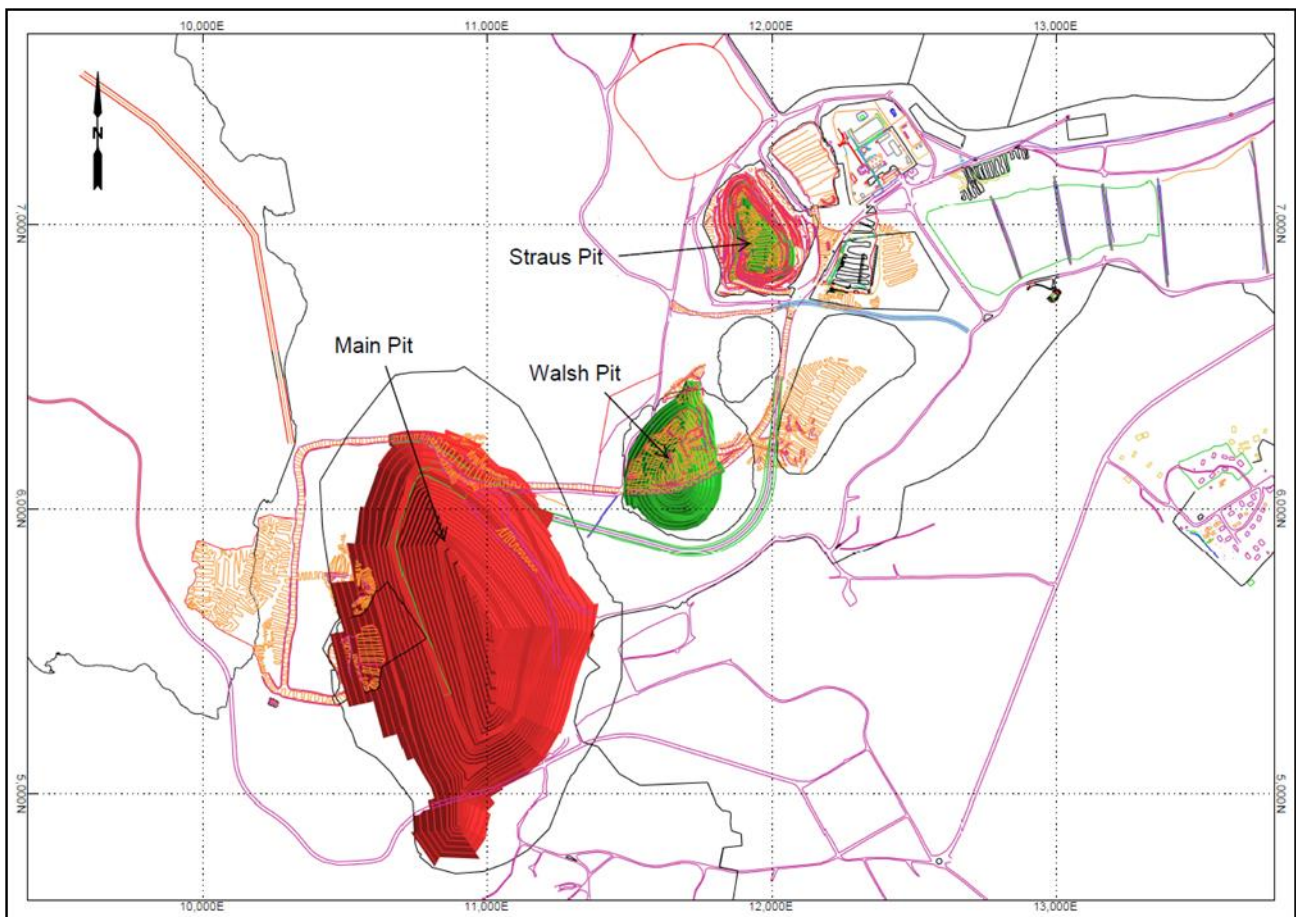 10,000E 11,000E 12,000E 13,000E
N
7,000N 7,000N
Straus Pit
Main Pit
Walsh Pit
6,000N 6,000N
5,000N 5,000N
10,000E 11,000E 12,000E 13,000E